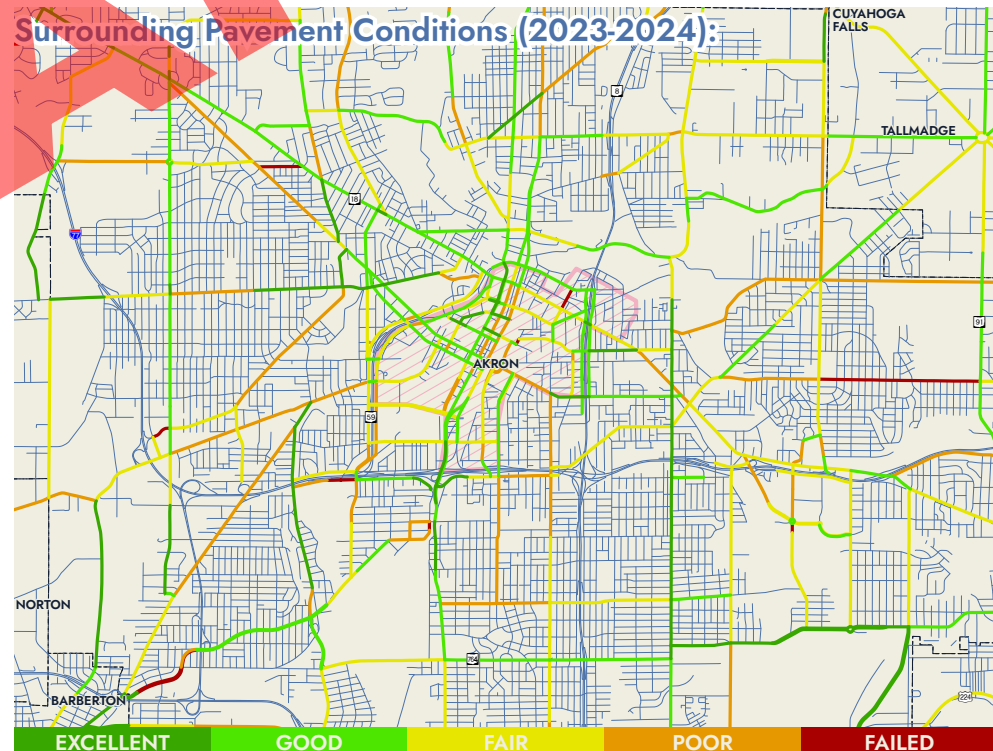 Surrounding Pavement Conditions (2023-2024):
CUYAHOGA
FALLS
8
TALLMADGE
18
77
91
AKRON
59
NORTON
764
224
BARBERTON
EXCELLENT GOOD FAIR POOR FAILED